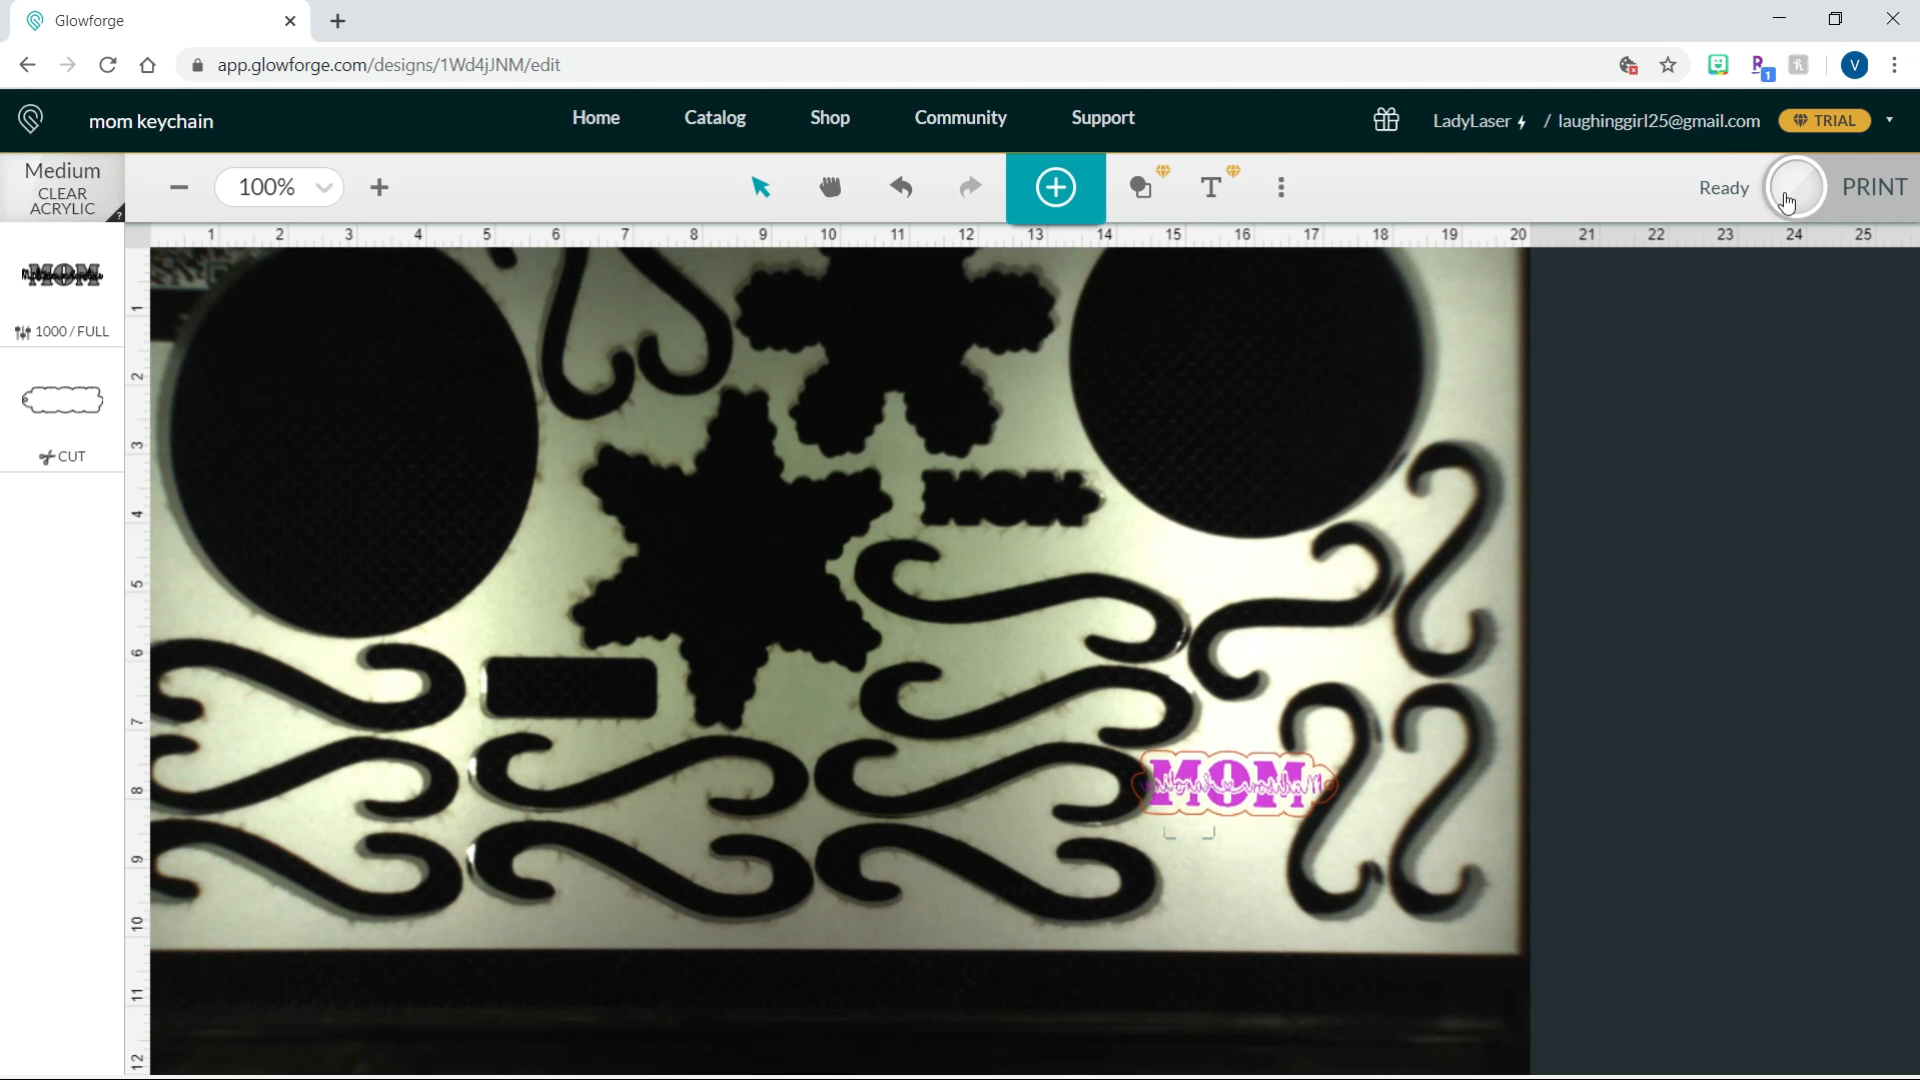 Glowforge
app.glowforge.com/designs/1Wd4jJNM/edit
1
V
mom keychain
Home
Catalog
Shop
Community
Support
LadyLaser
/ laughinggirl25@gmail.com
TRIAL
Medium
CLEAR
ACRYLIC
?
100%
T
Ready
PRINT
1 2 3 4 5 6 7 8 9 10 11 12 13 14 15 16 17 18 19 20 21 22 23 24 25
MOM
1000 / FULL
CUT
1
2
3
4
5
6
7
8
9
10
11
12
MOM